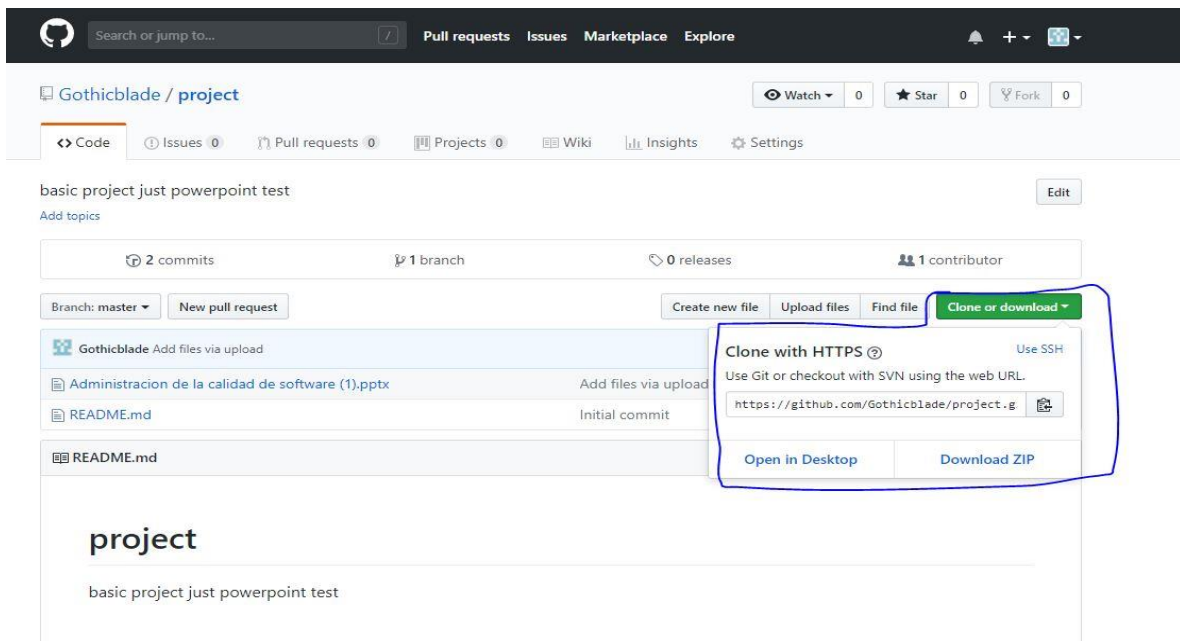 Search or jump to... /
Pull requests Issues Marketplace Explore
Gothicblade / project
Watch 0 Star 0 Fork 0
Code Issues 0 Pull requests 0 Projects 0 Wiki Insights Settings
basic project just powerpoint test
Edit
Add topics
2 commits 1 branch 0 releases 1 contributor
Branch: master New pull request Create new file Upload files Find file Clone or download
Gothicblade Add files via upload
Administracion de la calidad de software (1).pptx Add files via upload
README.md Initial commit
Clone with HTTPS Use SSH
Use Git or checkout with SVN using the web URL.
https://github.com/Gothicblade/project.g
Open in Desktop Download ZIP
README.md
project
basic project just powerpoint test